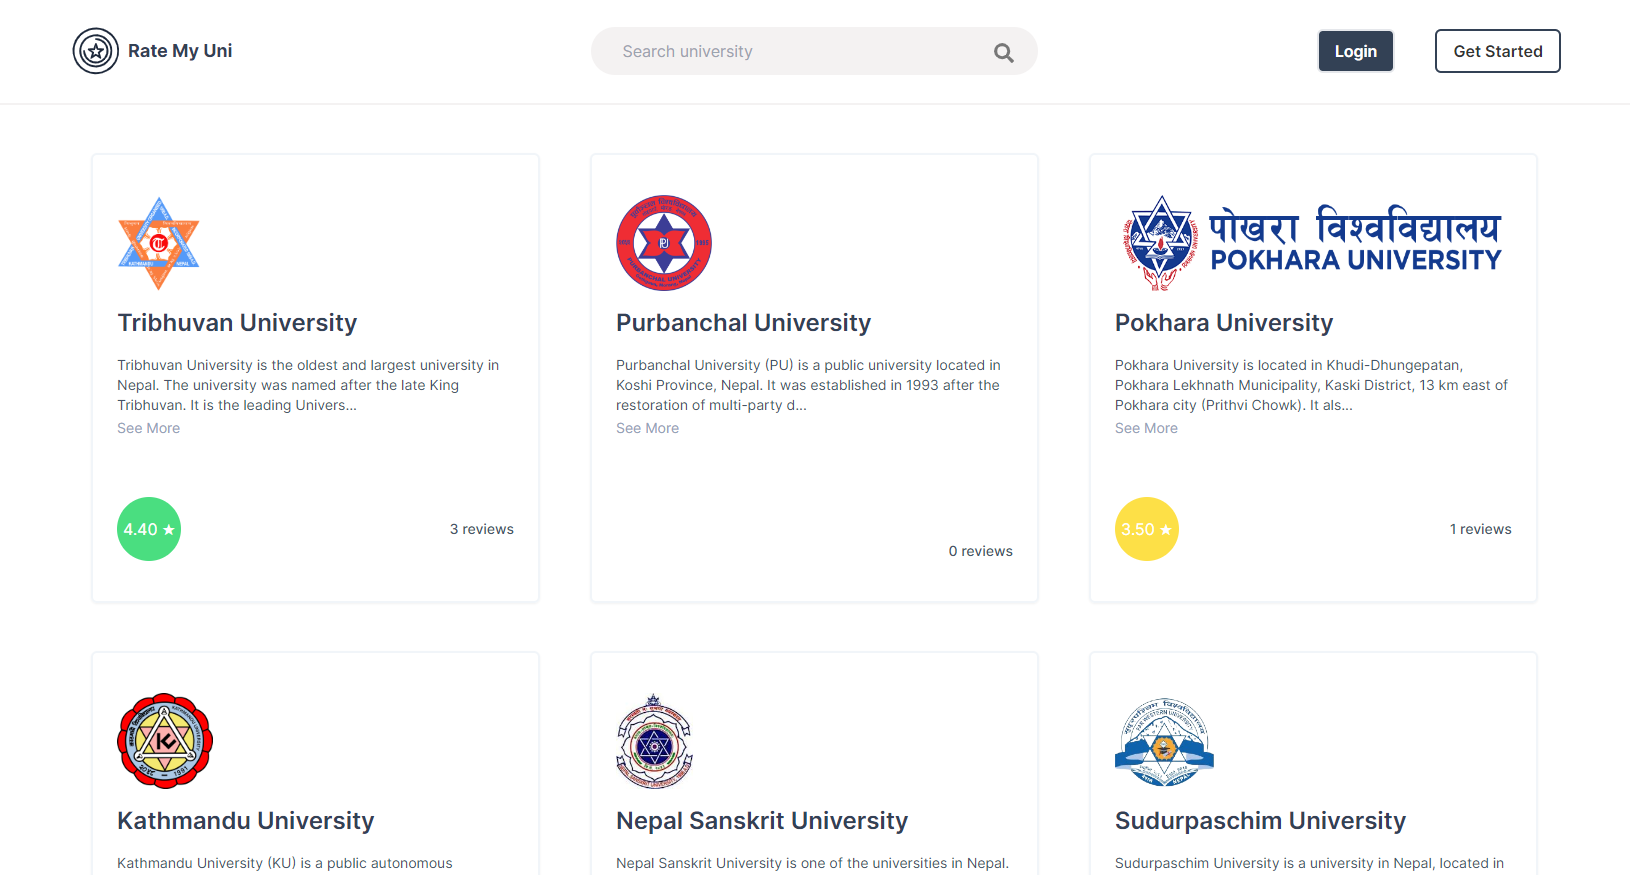 Rate My Uni
Search university
Login
Get Started
पोखरा विश्वविद्यालय
POKHARA UNIVERSITY
Tribhuvan University
Tribhuvan University is the oldest and largest university in
Nepal. The university was named after the late King
Tribhuvan. It is the leading Univers...
See More
4.40 ★
3 reviews
Purbanchal University
Purbanchal University (PU) is a public university located in
Koshi Province, Nepal. It was established in 1993 after the
restoration of multi-party d...
See More
0 reviews
Pokhara University
Pokhara University is located in Khudi-Dhungepatan,
Pokhara Lekhnath Municipality, Kaski District, 13 km east of
Pokhara city (Prithvi Chowk). It als...
See More
3.50 ★
1 reviews
Kathmandu University
Kathmandu University (KU) is a public autonomous
Nepal Sanskrit University
Nepal Sanskrit University is one of the universities in Nepal.
Sudurpaschim University
Sudurpaschim University is a university in Nepal, located in